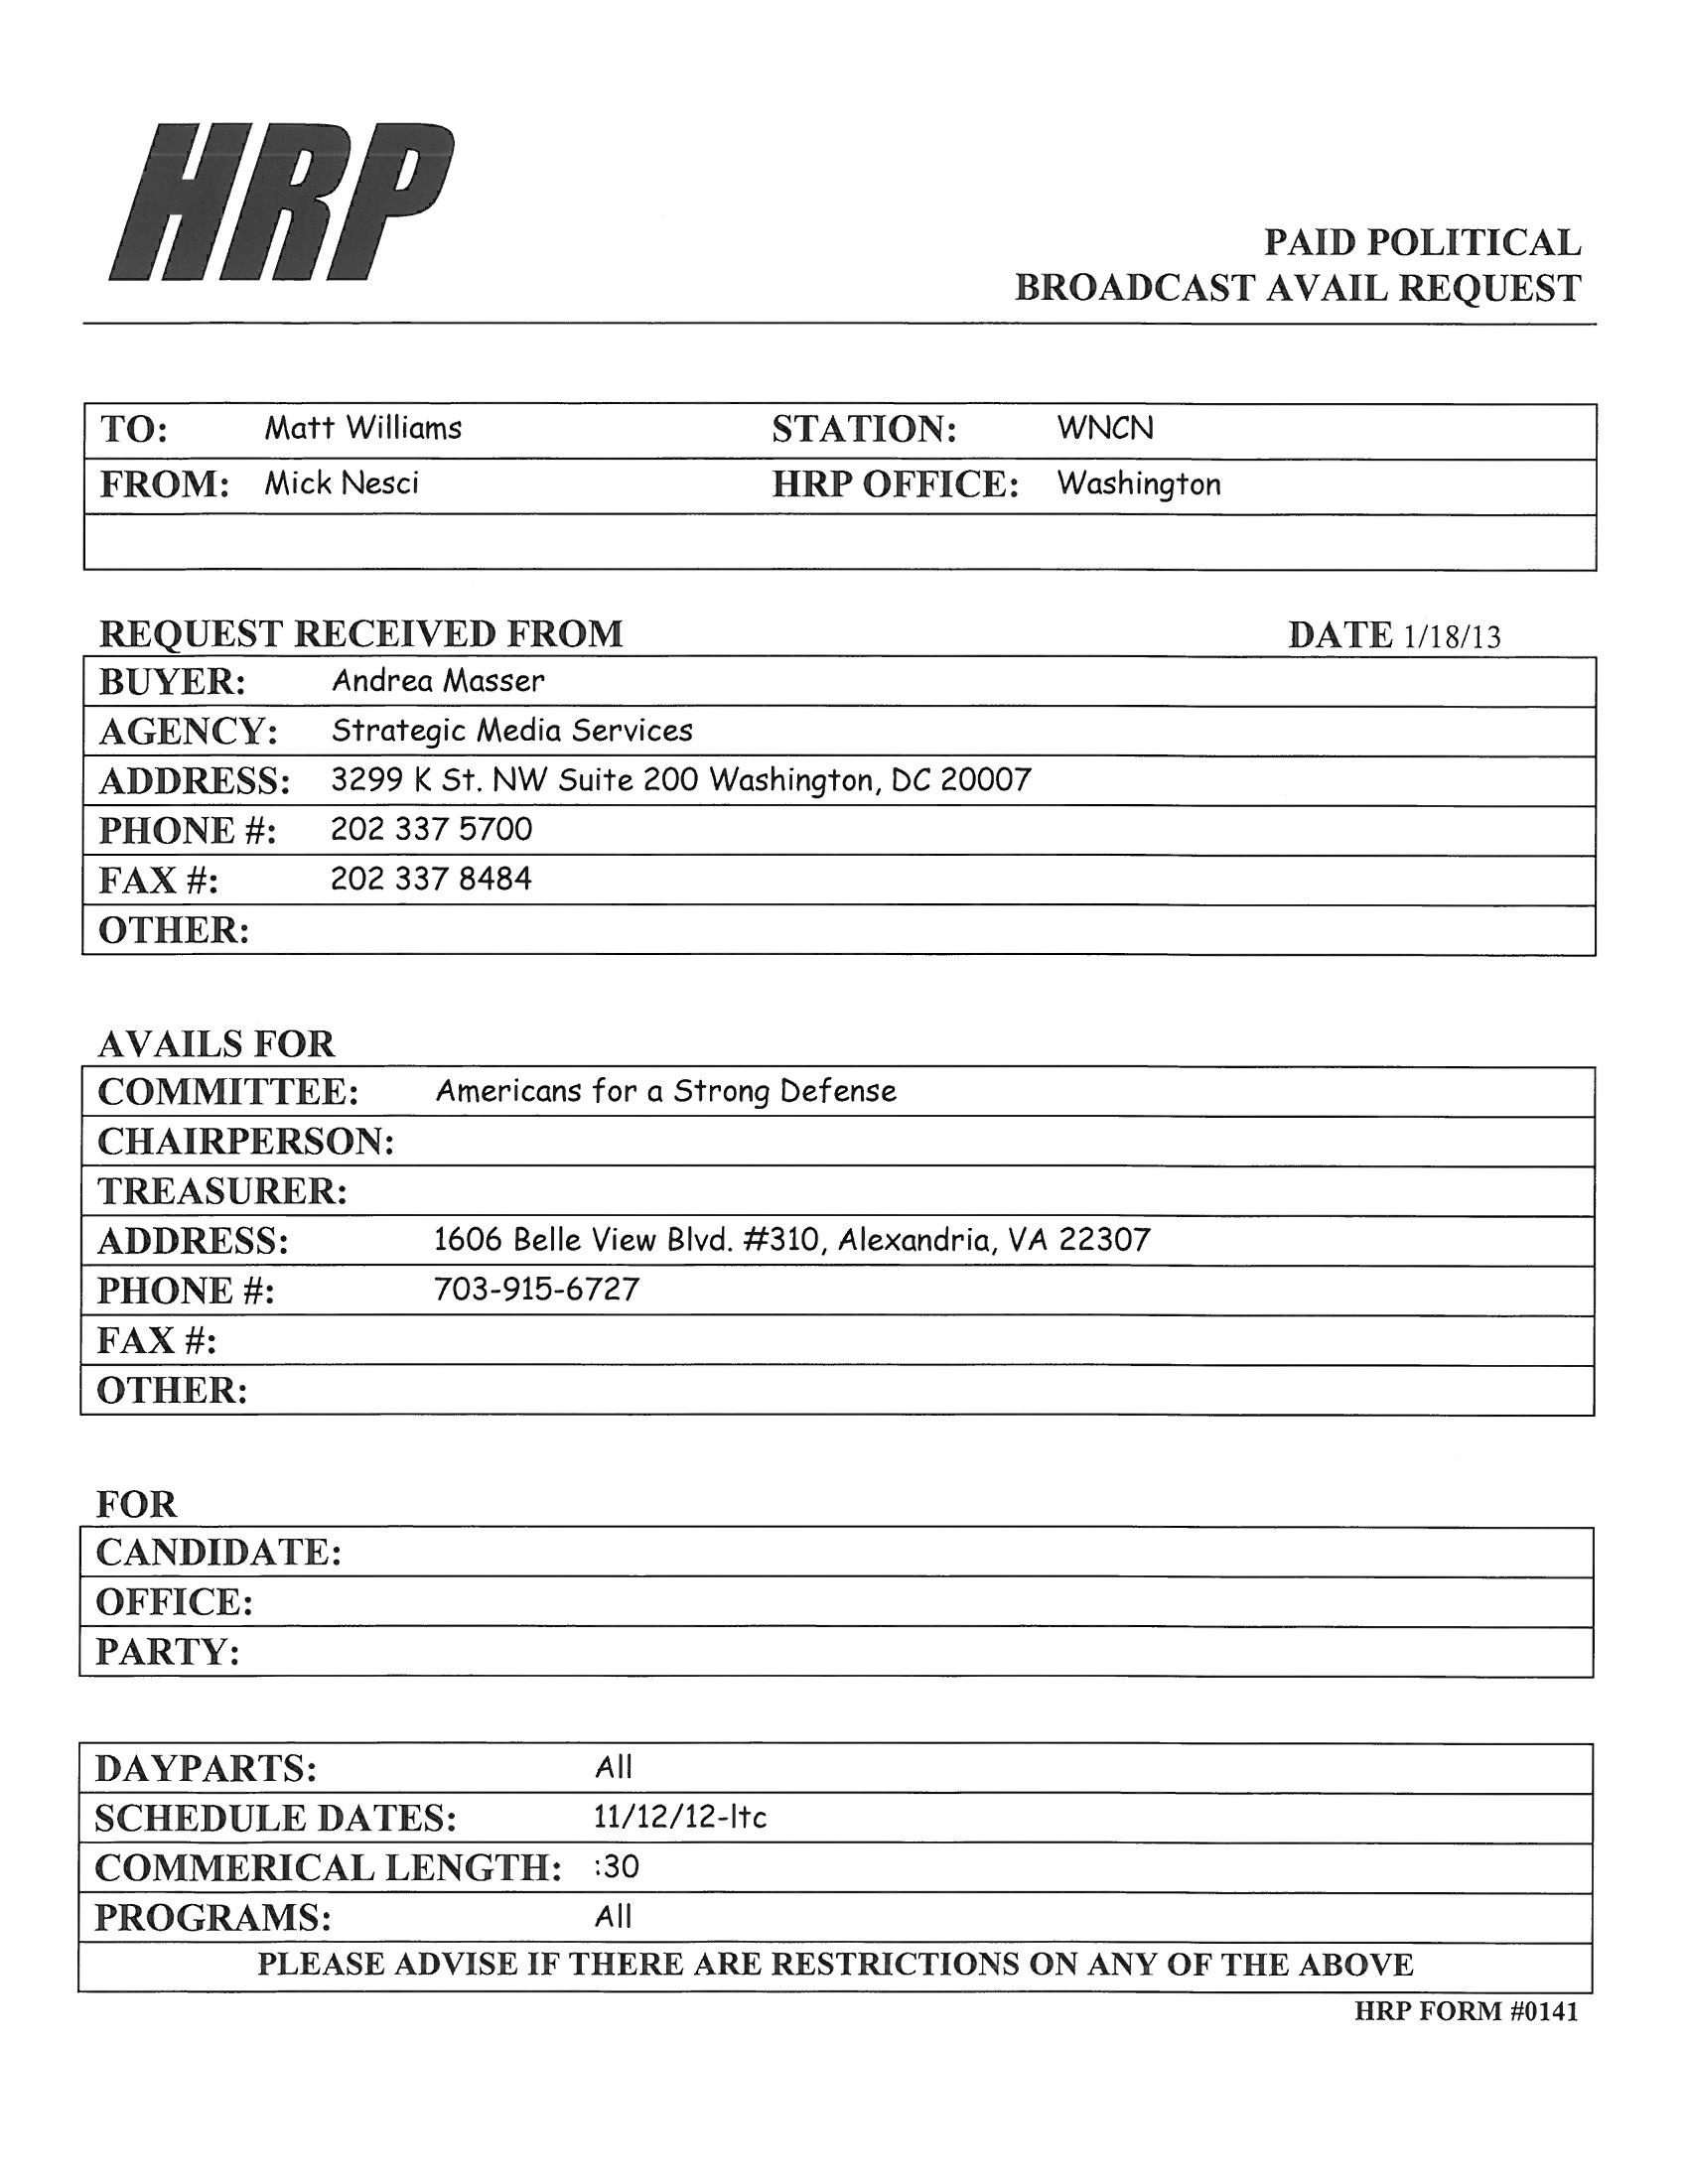 HRP
PAID POLITICAL
BROADCAST AVAIL REQUEST
TO: Matt Williams STATION: WNCN
FROM: Mick Nesci HRP OFFICE: Washington
REQUEST RECEIVED FROM DATE 1/18/13
BUYER: Andrea Masser
AGENCY: Strategic Media Services
ADDRESS: 3299 K St. NW Suite 200 Washington, DC 20007
PHONE #: 202 337 5700
FAX #: 202 337 8484
OTHER:
AVAILS FOR
COMMITTEE: Americans for a Strong Defense
CHAIRPERSON:
TREASURER:
ADDRESS: 1606 Belle View Blvd. #310, Alexandria, VA 22307
PHONE #: 703-915-6727
FAX #:
OTHER:
FOR
CANDIDATE:
OFFICE:
PARTY:
DAYPARTS: All
SCHEDULE DATES: 11/12/12-ltc
COMMERICAL LENGTH: :30
PROGRAMS: All
PLEASE ADVISE IF THERE ARE RESTRICTIONS ON ANY OF THE ABOVE
HRP FORM #0141